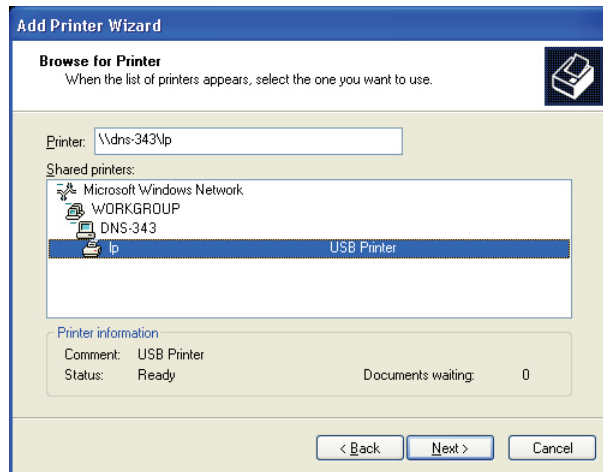 Add Printer Wizard
Browse for Printer
When the list of printers appears, select the one you want to use.
Printer: \\dns-343\lp
Shared printers:
Microsoft Windows Network
WORKGROUP
DNS-343
lp USB Printer
Printer information
Comment: USB Printer
Status: Ready Documents waiting: 0
< Back Next > Cancel